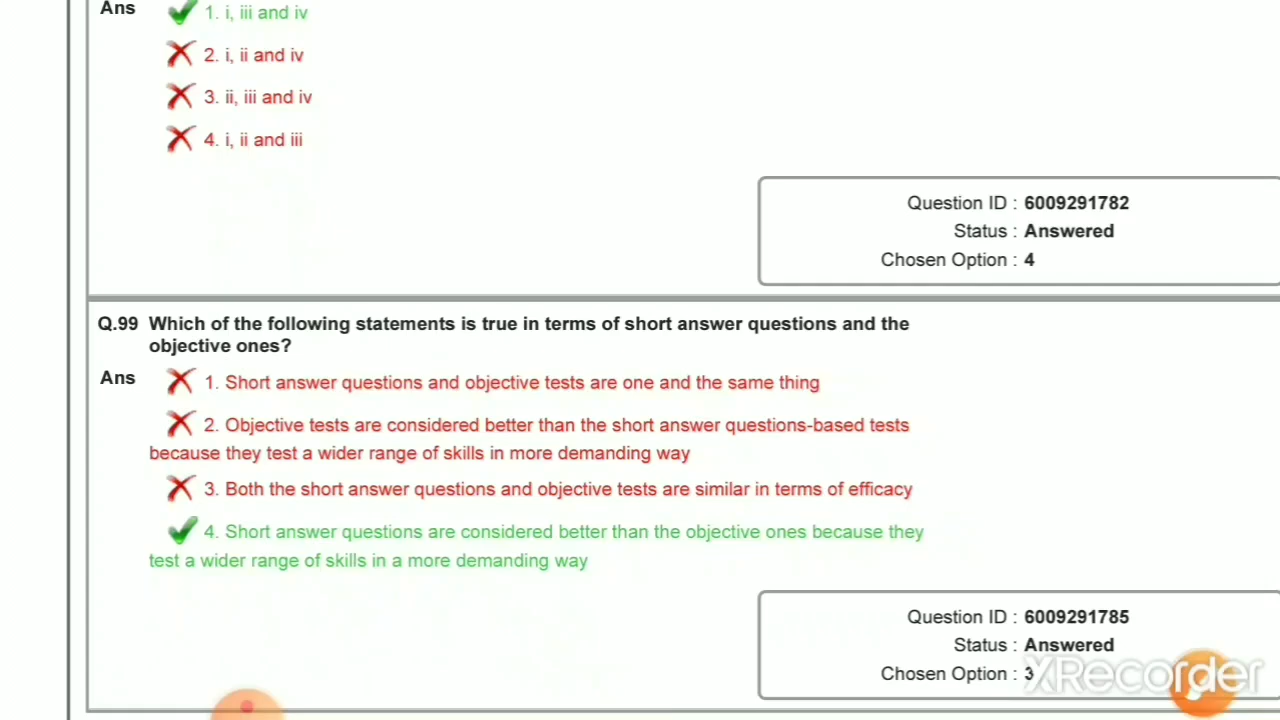 Ans
1. i, iii and iv
2. i, ii and iv
3. ii, iii and iv
4. i, ii and iii
Question ID : 6009291782
Status : Answered
Chosen Option : 4
Q.99 Which of the following statements is true in terms of short answer questions and the
objective ones?
Ans
1. Short answer questions and objective tests are one and the same thing
2. Objective tests are considered better than the short answer questions-based tests
because they test a wider range of skills in more demanding way
3. Both the short answer questions and objective tests are similar in terms of efficacy
4. Short answer questions are considered better than the objective ones because they
test a wider range of skills in a more demanding way
Question ID : 6009291785
Status : Answered
Chosen Option : 3
XRecorder